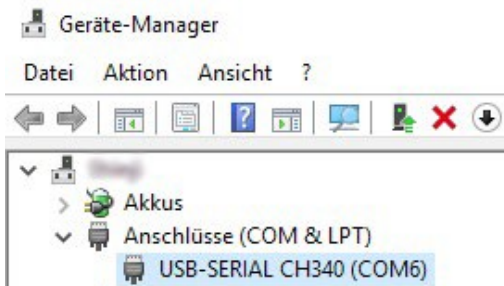 Geräte-Manager
Datei Aktion Ansicht ?
Akkus
Anschlüsse (COM & LPT)
USB-SERIAL CH340 (COM6)